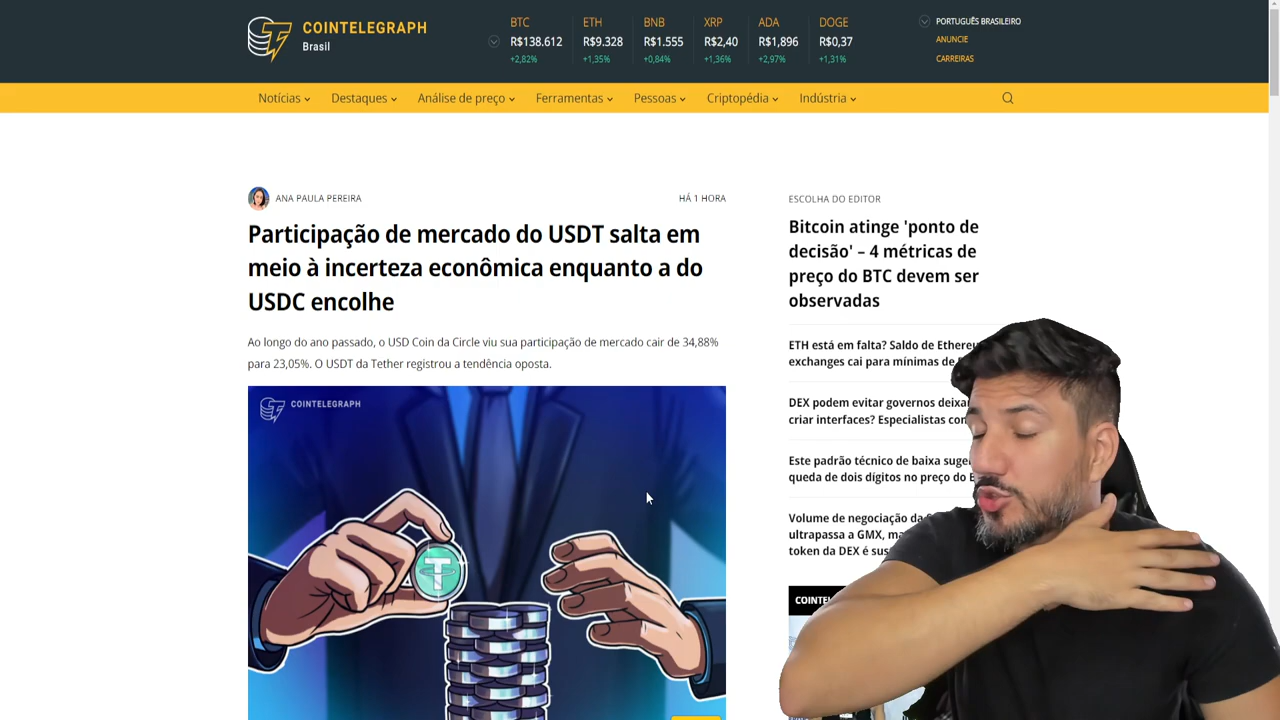 COINTELEGRAPH
Brasil
BTC
R$138.612
+2,82%
ETH
R$9.328
+1,35%
BNB
R$1.555
+0,84%
XRP
R$2,40
+1,36%
ADA
R$1,896
+2,97%
DOGE
R$0,37
+1,31%
PORTUGUÊS BRASILEIRO
ANUNCIE
CARREIRAS
Notícias
Destaques
Análise de preço
Ferramentas
Pessoas
Criptopédia
Indústria
ANA PAULA PEREIRA
HÁ 1 HORA
Participação de mercado do USDT salta em
meio à incerteza econômica enquanto a do
USDC encolhe
Ao longo do ano passado, o USD Coin da Circle viu sua participação de mercado cair de 34,88%
para 23,05%. O USDT da Tether registrou a tendência oposta.
COINTELEGRAPH
ESCOLHA DO EDITOR
Bitcoin atinge 'ponto de
decisão' – 4 métricas de
preço do BTC devem ser
observadas
ETH está em falta? Saldo de
exchanges cai para mínimas de
DEX podem evitar governos
criar interfaces? Especialistas
Este padrão técnico de baixa
queda de dois dígitos no preço do
Volume de negociação da
ultrapassa a GMX,
token da DEX é